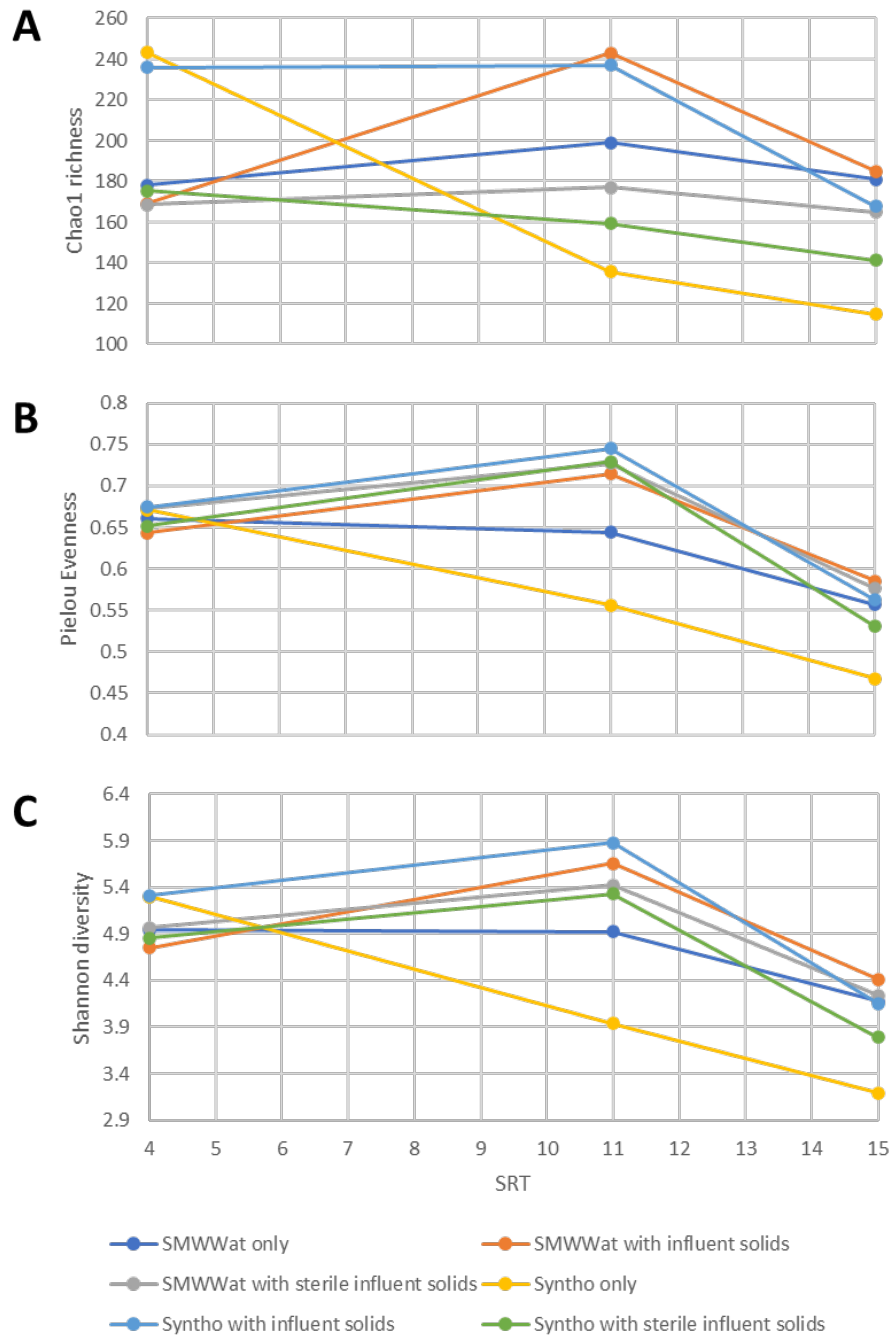 A
260
240
220
200
180
160
140
120
100
Chao1 richness
B
0.8
0.75
0.7
0.65
0.6
0.55
0.5
0.45
0.4
Pielou Evenness
C
6.4
5.9
5.4
4.9
4.4
3.9
3.4
2.9
Shannon diversity
4 5 6 7 8 9 10 11 12 13 14 15
SRT
SMWWat only SMWWat with influent solids
SMWWat with sterile influent solids Syntho only
Syntho with influent solids Syntho with sterile influent solids